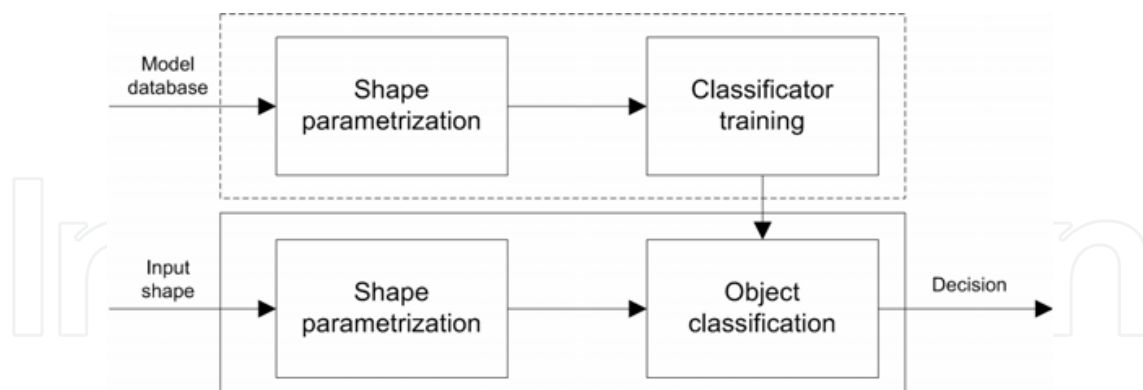 Model
database
Shape
parametrization
Classificator
training
Input
shape
Shape
parametrization
Object
classification
Decision